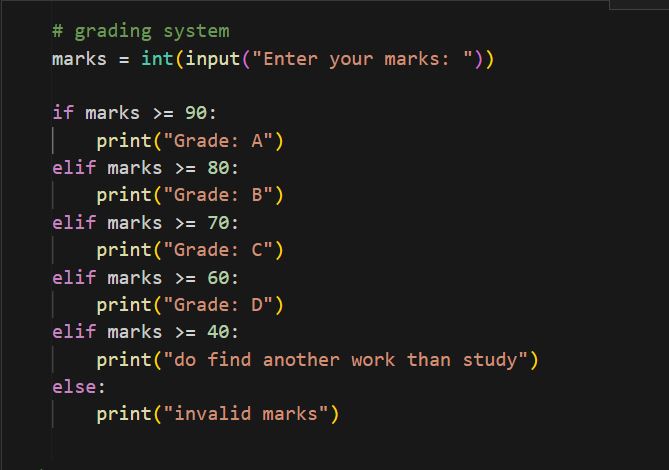 # grading system
marks = int(input("Enter your marks: "))
if marks >= 90:
    print("Grade: A")
elif marks >= 80:
    print("Grade: B")
elif marks >= 70:
    print("Grade: C")
elif marks >= 60:
    print("Grade: D")
elif marks >= 40:
    print("do find another work than study")
else:
    print("invalid marks")